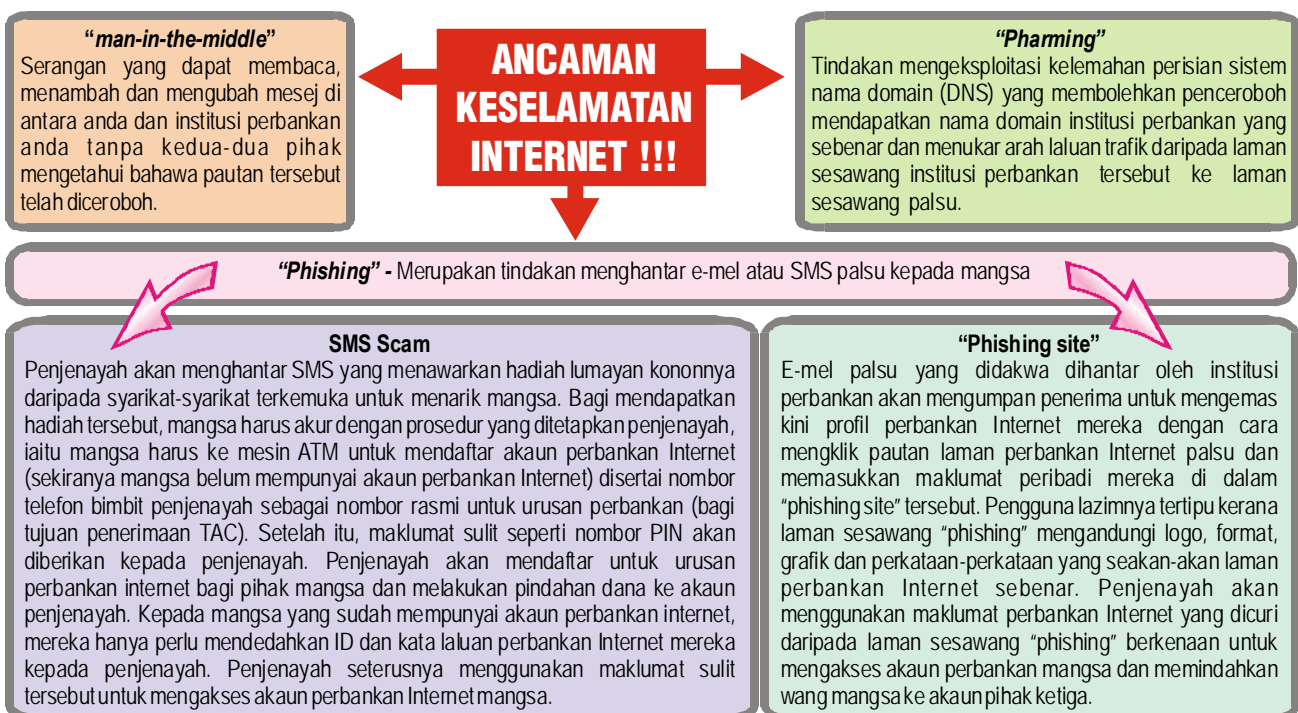 ANCAMAN
KESELAMATAN
INTERNET !!!
“man-in-the-middle”
Serangan yang dapat membaca,
menambah dan mengubah mesej di
antara anda dan institusi perbankan
anda tanpa kedua-dua pihak
mengetahui bahawa pautan tersebut
telah diceroboh.
“Pharming”
Tindakan mengeksploitasi kelemahan perisian sistem
nama domain (DNS) yang membolehkan penceroboh
mendapatkan nama domain institusi perbankan yang
sebenar dan menukar arah laluan trafik daripada laman
sesawang institusi perbankan tersebut ke laman
sesawang palsu.
“Phishing” - Merupakan tindakan menghantar e-mel atau SMS palsu kepada mangsa
SMS Scam
Penjenayah akan menghantar SMS yang menawarkan hadiah lumayan kononnya
daripada syarikat-syarikat terkemuka untuk menarik mangsa. Bagi mendapatkan
hadiah tersebut, mangsa harus akur dengan prosedur yang ditetapkan penjenayah,
iaitu mangsa harus ke mesin ATM untuk mendaftar akaun perbankan Internet
(sekiranya mangsa belum mempunyai akaun perbankan Internet) disertai nombor
telefon bimbit penjenayah sebagai nombor rasmi untuk urusan perbankan (bagi
tujuan penerimaan TAC). Setelah itu, maklumat sulit seperti nombor PIN akan
diberikan kepada penjenayah. Penjenayah akan mendaftar untuk urusan
perbankan internet bagi pihak mangsa dan melakukan pindahan dana ke akaun
penjenayah. Kepada mangsa yang sudah mempunyai akaun perbankan internet,
mereka hanya perlu mendedahkan ID dan kata laluan perbankan Internet mereka
kepada penjenayah. Penjenayah seterusnya menggunakan maklumat sulit
tersebut untuk mengakses akaun perbankan Internet mangsa.
“Phishing site”
E-mel palsu yang didakwa dihantar oleh institusi
perbankan akan mengumpan penerima untuk mengemas
kini profil perbankan Internet mereka dengan cara
mengklik pautan laman perbankan Internet palsu dan
memasukkan maklumat peribadi mereka di dalam
“phishing site” tersebut. Pengguna lazimnya tertipu kerana
laman sesawang “phishing” mengandungi logo, format,
grafik dan perkataan-perkataan yang seakan-akan laman
perbankan Internet sebenar. Penjenayah akan
menggunakan maklumat perbankan Internet yang dicuri
daripada laman sesawang “phishing” berkenaan untuk
mengakses akaun perbankan mangsa dan memindahkan
wang mangsa ke akaun pihak ketiga.